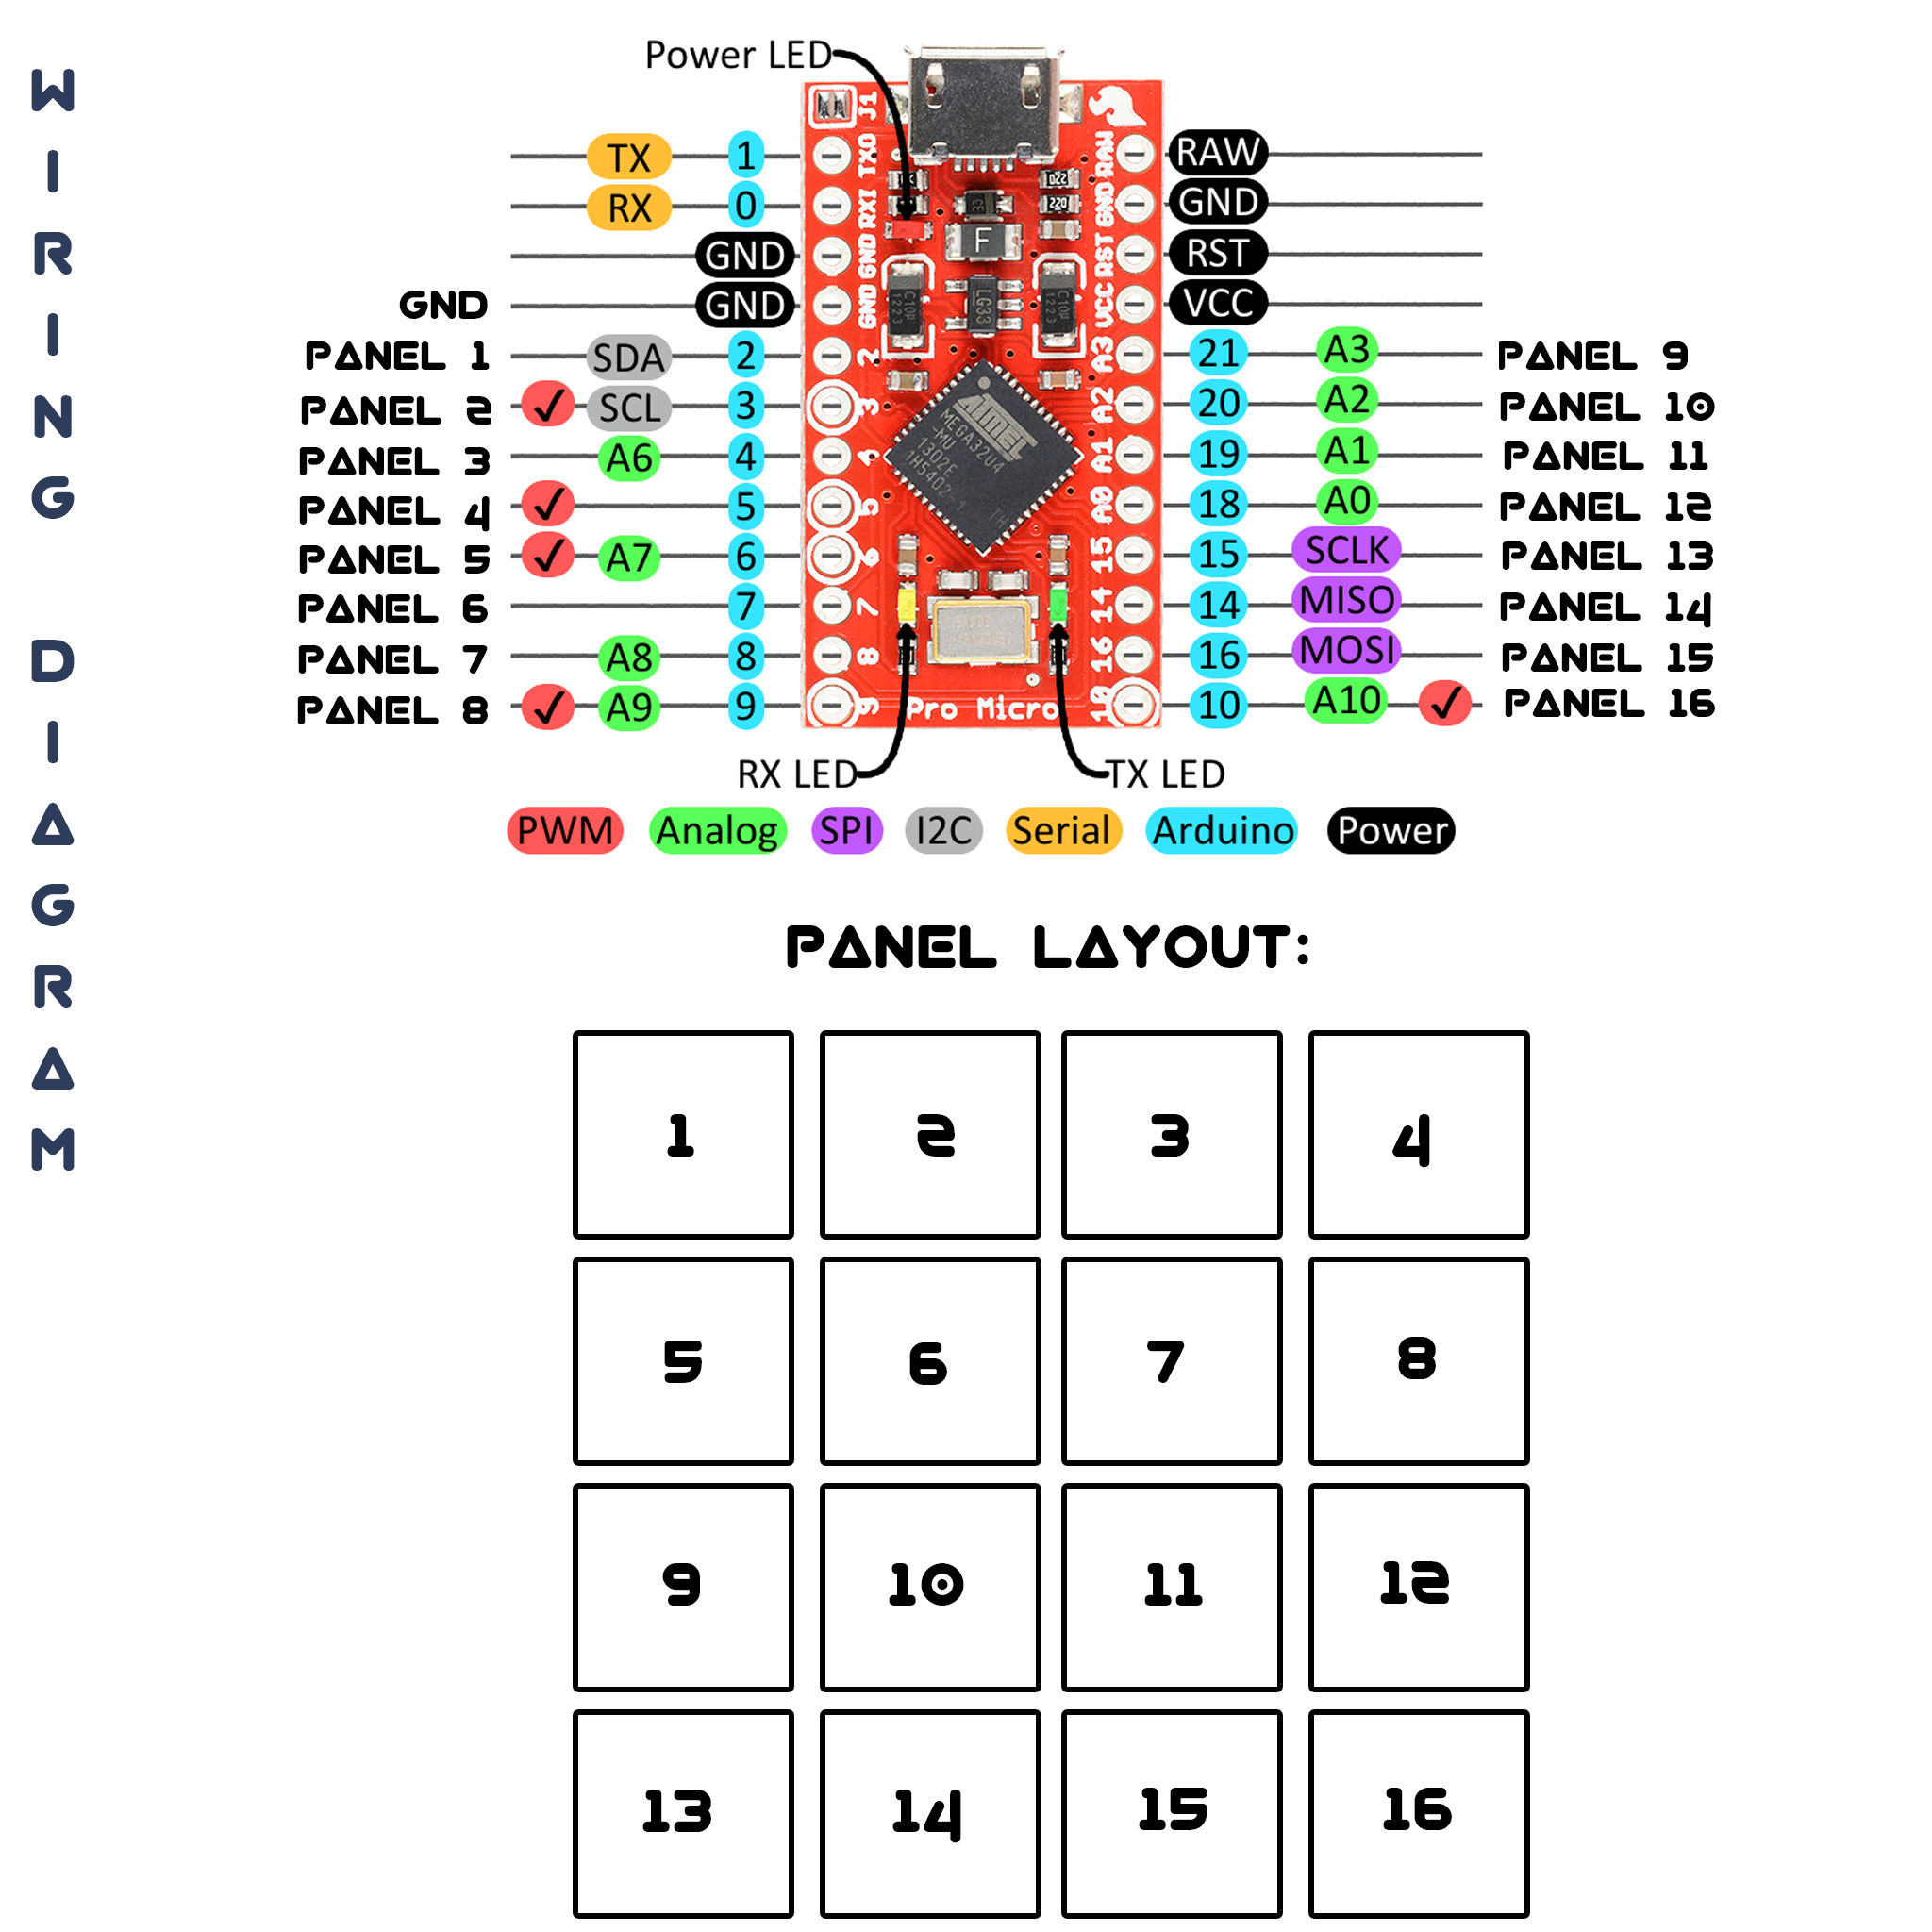 WIRING DIAGRAM
Power LED
J1
TX 1 TXO RAW RAW
RX 0 RXI GND GND
GND GND RST RST
GND GND GND VCC VCC
PANEL 1 SDA 2 2 A3 21 A3 PANEL 9
PANEL 2 ✓ SCL 3 3 A2 20 A2 PANEL 10
PANEL 3 A6 4 4 A1 19 A1 PANEL 11
PANEL 4 ✓ 5 5 A0 18 A0 PANEL 12
PANEL 5 ✓ A7 6 6 15 15 SCLK PANEL 13
PANEL 6 7 7 14 14 MISO PANEL 14
PANEL 7 A8 8 8 16 16 MOSI PANEL 15
PANEL 8 ✓ A9 9 9 Pro Micro 10 10 A10 ✓ PANEL 16
220
220
F
LG33
ATMEL
MEGA32U4
-MU
1302E
1H5402
RX LED TX LED
PWM Analog SPI I2C Serial Arduino Power
PANEL LAYOUT:
1 2 3 4
5 6 7 8
9 10 11 12
13 14 15 16